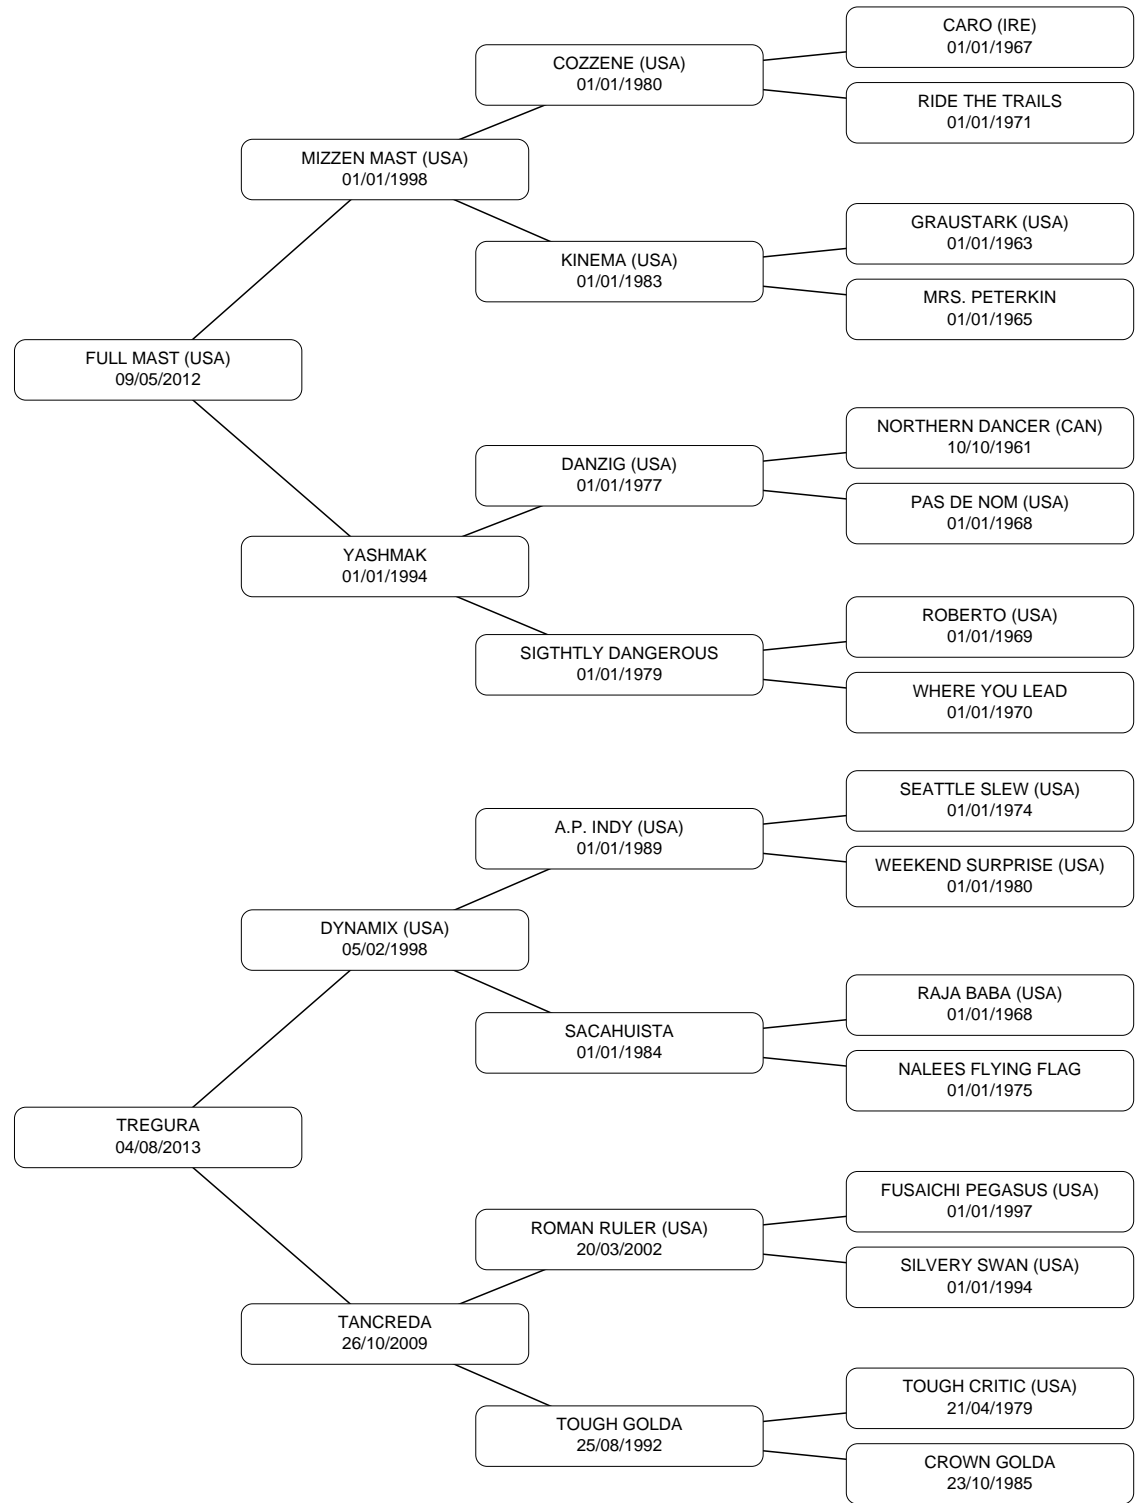 CARO (IRE)
01/01/1967
COZZENE (USA)
01/01/1980
RIDE THE TRAILS
01/01/1971
MIZZEN MAST (USA)
01/01/1998
GRAUSTARK (USA)
01/01/1963
KINEMA (USA)
01/01/1983
MRS. PETERKIN
01/01/1965
FULL MAST (USA)
09/05/2012
NORTHERN DANCER (CAN)
10/10/1961
DANZIG (USA)
01/01/1977
PAS DE NOM (USA)
01/01/1968
YASHMAK
01/01/1994
ROBERTO (USA)
01/01/1969
SIGTHTLY DANGEROUS
01/01/1979
WHERE YOU LEAD
01/01/1970
SEATTLE SLEW (USA)
01/01/1974
A.P. INDY (USA)
01/01/1989
WEEKEND SURPRISE (USA)
01/01/1980
DYNAMIX (USA)
05/02/1998
RAJA BABA (USA)
01/01/1968
SACAHUISTA
01/01/1984
NALEES FLYING FLAG
01/01/1975
TREGURA
04/08/2013
FUSAICHI PEGASUS (USA)
01/01/1997
ROMAN RULER (USA)
20/03/2002
SILVERY SWAN (USA)
01/01/1994
TANCREDA
26/10/2009
TOUGH CRITIC (USA)
21/04/1979
TOUGH GOLDA
25/08/1992
CROWN GOLDA
23/10/1985